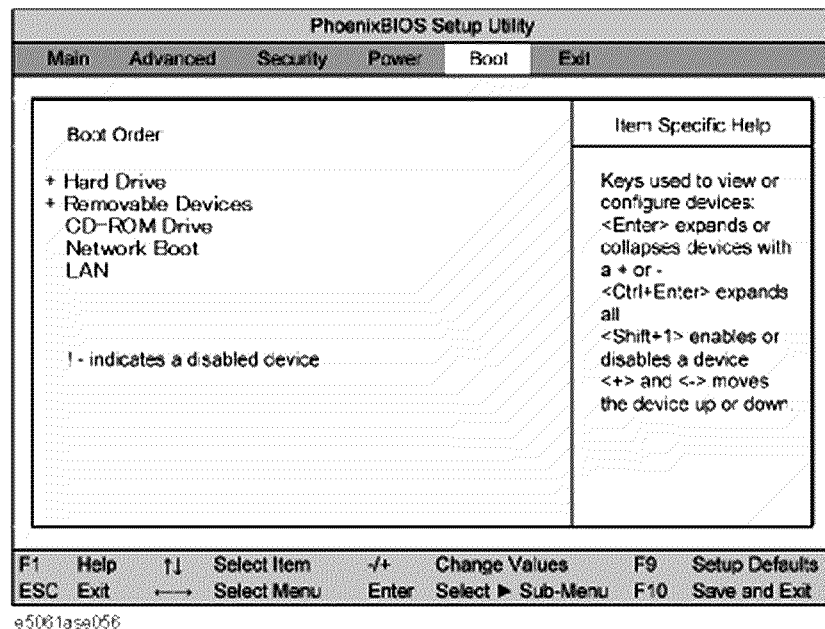 PhoenixBIOS Setup Utility
Main Advanced Security Power Boot Exit
Boot Order
+ Hard Drive
+ Removable Devices
CD-ROM Drive
Network Boot
LAN
! - indicates a disabled device
Item Specific Help
Keys used to view or
configure devices:
<Enter> expands or
collapses devices with
a + or -
<Ctrl+Enter> expands
all
<Shift+1> enables or
disables a device
<+> and <-> moves
the device up or down.
F1 Help ↑↓ Select Item -/+ Change Values F9 Setup Defaults
ESC Exit ←→ Select Menu Enter Select ► Sub-Menu F10 Save and Exit
e5061ase056